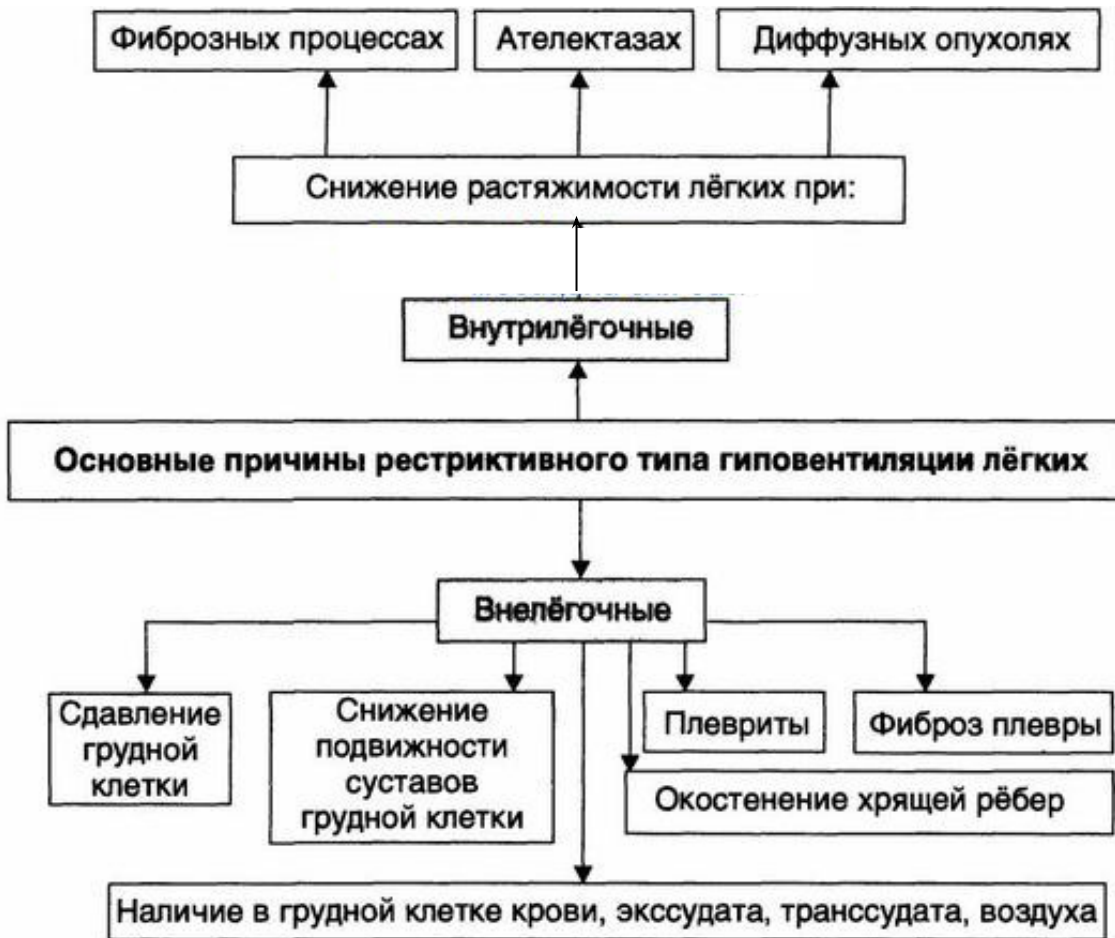 Фиброзных процессах
Ателектазах
Диффузных опухолях
Снижение растяжимости лёгких при:
Внутрилёгочные
Основные причины рестриктивного типа гиповентиляции лёгких
Внелёгочные
Сдавление
грудной
клетки
Снижение
подвижности
суставов
грудной клетки
Плевриты
Фиброз плевры
Окостенение хрящей рёбер
Наличие в грудной клетке крови, экссудата, транссудата, воздуха